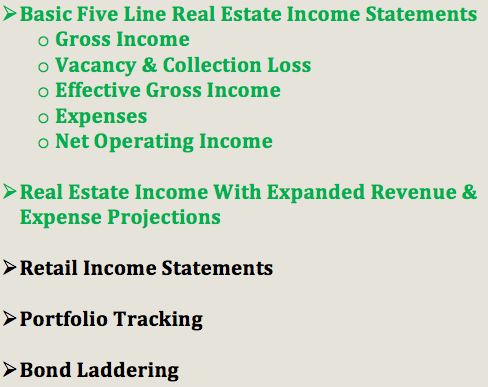 ➢Basic Five Line Real Estate Income Statements
o Gross Income
o Vacancy & Collection Loss
o Effective Gross Income
o Expenses
o Net Operating Income
➢Real Estate Income With Expanded Revenue &
Expense Projections
➢Retail Income Statements
➢Portfolio Tracking
➢Bond Laddering